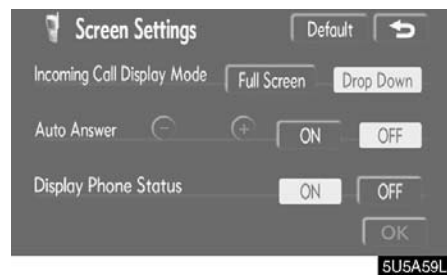 Screen Settings Default
Incoming Call Display Mode Full Screen Drop Down
Auto Answer - + ON OFF
Display Phone Status ON OFF
OK
5U5A59L